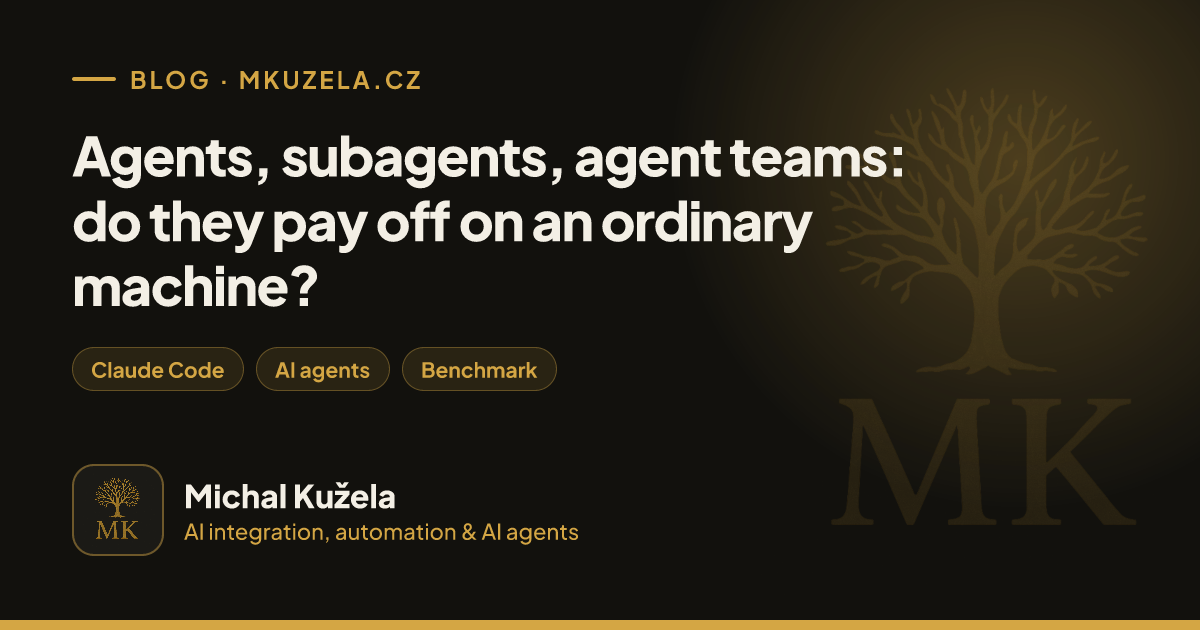 BLOG · MKUZELA.CZ
Agents, subagents, agent teams:
do they pay off on an ordinary
machine?
Claude Code
AI agents
Benchmark
MK
MK
Michal Kužela
AI integration, automation & AI agents